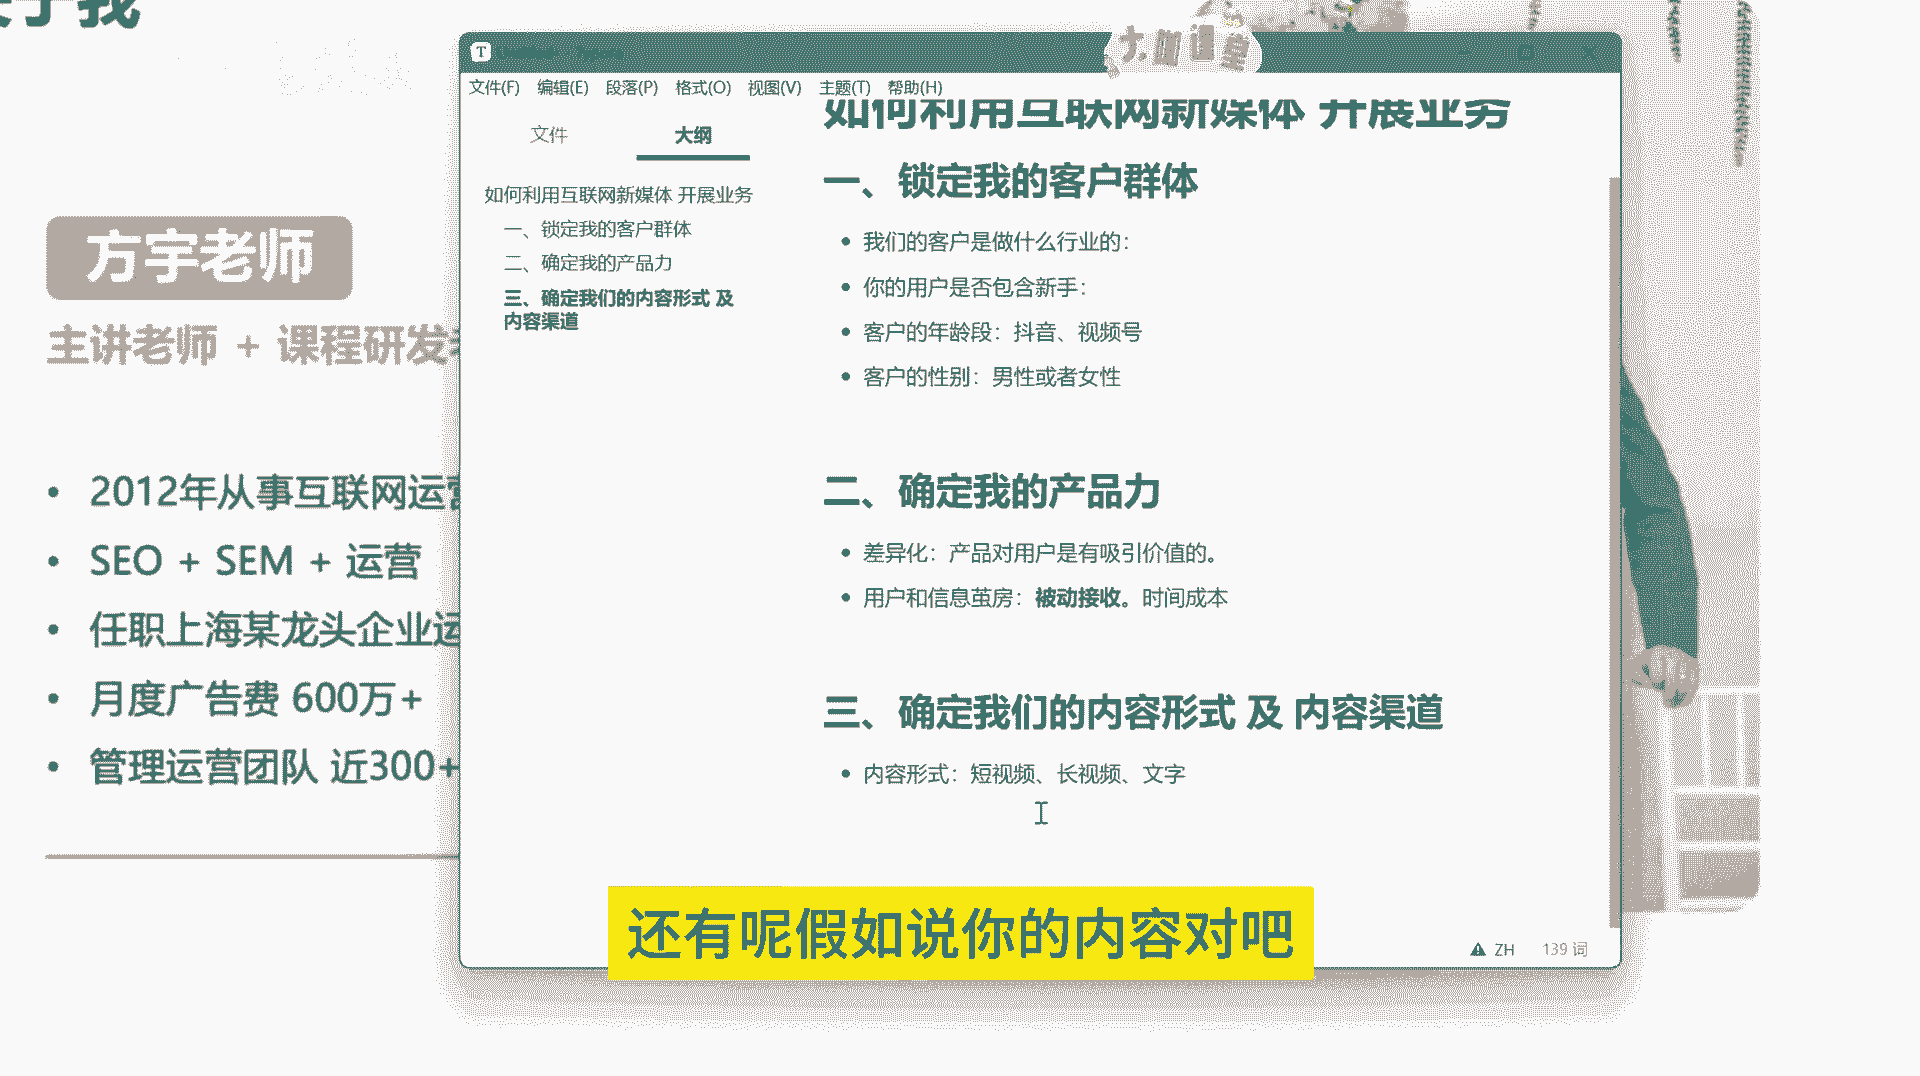 于我
大咖课堂
方宇老师
主讲老师 + 课程研发
2012年从事互联网运营
SEO + SEM + 运营
任职上海某龙头企业运
月度广告费 600万+
管理运营团队 近300+
T
文件(F) 编辑(E) 段落(P) 格式(O) 视图(V) 主题(T) 帮助(H)
文件 大纲
如何利用互联网新媒体 开展业务
一、锁定我的客户群体
二、确定我的产品力
三、确定我们的内容形式 及
内容渠道
如何利用互联网新媒体 开展业务
一、锁定我的客户群体
我们的客户是做什么行业的：
你的用户是否包含新手：
客户的年龄段：抖音、视频号
客户的性别：男性或者女性
二、确定我的产品力
差异化：产品对用户是有吸引价值的。
用户和信息茧房：被动接收。时间成本
三、确定我们的内容形式 及 内容渠道
内容形式：短视频、长视频、文字
ZH 139 词
还有呢假如说你的内容对吧